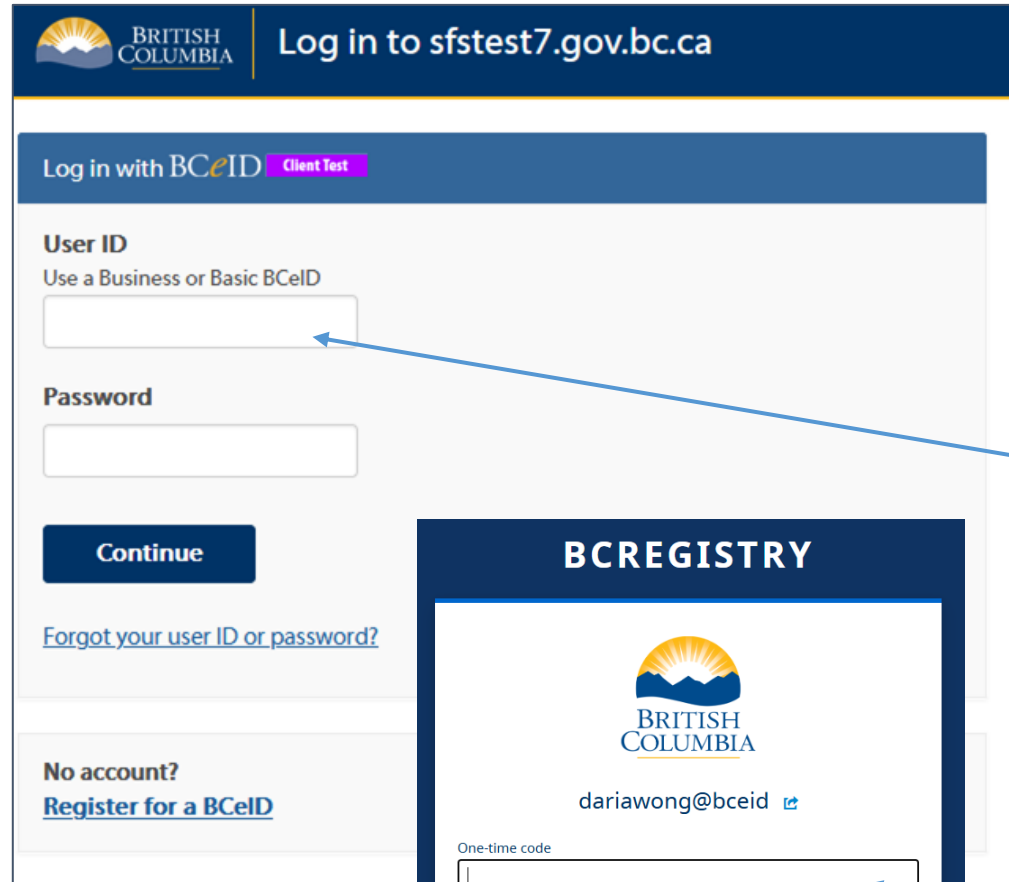 BRITISH
COLUMBIA
Log in to sfstest7.gov.bc.ca
Log in with BCeID Client Test
User ID
Use a Business or Basic BCeID
Password
Continue
Forgot your user ID or password?
No account?
Register for a BCeID
BCREGISTRY
BRITISH
COLUMBIA
dariawong@bceid
One-time code